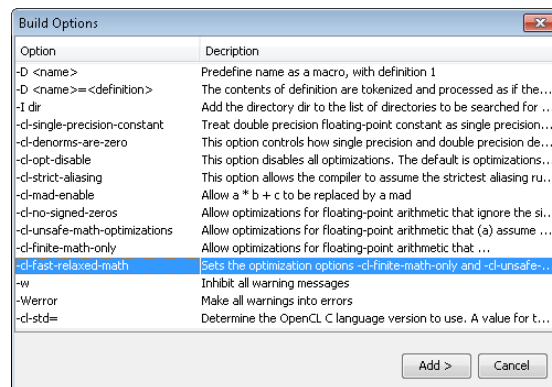 Build Options
Option Decription
-D <name> Predefine name as a macro, with definition 1
-D <name>=<definition> The contents of definition are tokenized and processed as if the...
-I dir Add the directory dir to the list of directories to be searched for ...
-cl-single-precision-constant Treat double precision floating-point constant as single precision...
-cl-denorms-are-zero This option controls how single precision and double precision de...
-cl-opt-disable This option disables all optimizations. The default is optimizations...
-cl-strict-aliasing This option allows the compiler to assume the strictest aliasing ru...
-cl-mad-enable Allow a * b + c to be replaced by a mad
-cl-no-signed-zeros Allow optimizations for floating-point arithmetic that ignore the si...
-cl-unsafe-math-optimizations Allow optimizations for floating-point arithmetic that (a) assume ...
-cl-finite-math-only Allow optimizations for floating-point arithmetic that ...
-cl-fast-relaxed-math Sets the optimization options -cl-finite-math-only and -cl-unsafe-...
-w Inhibit all warning messages
-Werror Make all warnings into errors
-cl-std= Determine the OpenCL C language version to use. A value for t...
Add > Cancel